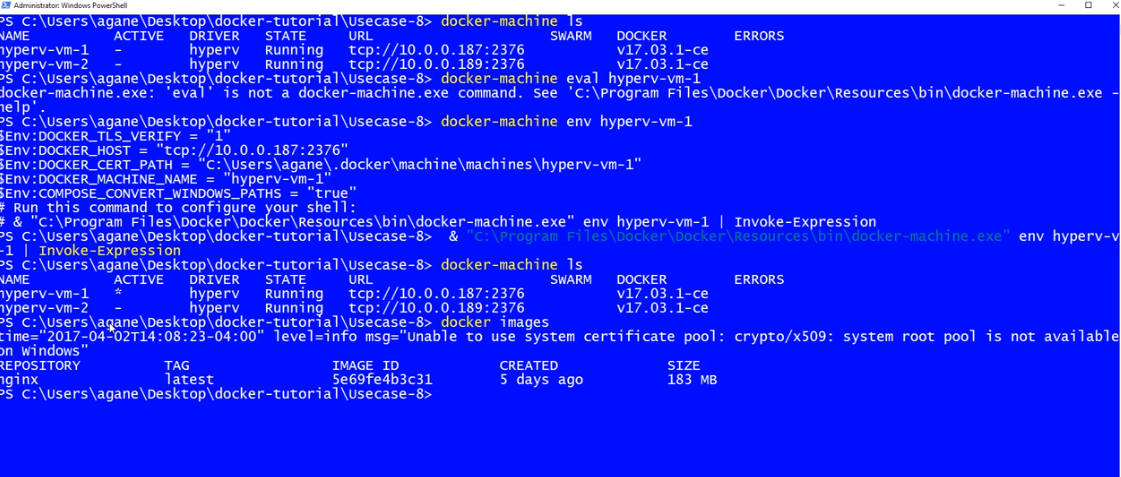 Administrator: Windows PowerShell
PS C:\Users\agane\Desktop\docker-tutorial\Usecase-8> docker-machine ls
NAME ACTIVE DRIVER STATE URL SWARM DOCKER ERRORS
hyperv-vm-1 - hyperv Running tcp://10.0.0.187:2376 v17.03.1-ce
hyperv-vm-2 - hyperv Running tcp://10.0.0.189:2376 v17.03.1-ce
PS C:\Users\agane\Desktop\docker-tutorial\Usecase-8> docker-machine eval hyperv-vm-1
docker-machine.exe: 'eval' is not a docker-machine.exe command. See 'C:\Program Files\Docker\Docker\Resources\bin\docker-machine.exe -
help'.
PS C:\Users\agane\Desktop\docker-tutorial\Usecase-8> docker-machine env hyperv-vm-1
$Env:DOCKER_TLS_VERIFY = "1"
$Env:DOCKER_HOST = "tcp://10.0.0.187:2376"
$Env:DOCKER_CERT_PATH = "C:\Users\agane\.docker\machine\machines\hyperv-vm-1"
$Env:DOCKER_MACHINE_NAME = "hyperv-vm-1"
$Env:COMPOSE_CONVERT_WINDOWS_PATHS = "true"
# Run this command to configure your shell:
# & "C:\Program Files\Docker\Docker\Resources\bin\docker-machine.exe" env hyperv-vm-1 | Invoke-Expression
PS C:\Users\agane\Desktop\docker-tutorial\Usecase-8> & "C:\Program Files\Docker\Docker\Resources\bin\docker-machine.exe" env hyperv-v
-1 | Invoke-Expression
PS C:\Users\agane\Desktop\docker-tutorial\Usecase-8> docker-machine ls
NAME ACTIVE DRIVER STATE URL SWARM DOCKER ERRORS
hyperv-vm-1 * hyperv Running tcp://10.0.0.187:2376 v17.03.1-ce
hyperv-vm-2 - hyperv Running tcp://10.0.0.189:2376 v17.03.1-ce
PS C:\Users\agane\Desktop\docker-tutorial\Usecase-8> docker images
time="2017-04-02T14:08:23-04:00" level=info msg="Unable to use system certificate pool: crypto/x509: system root pool is not available
on Windows"
REPOSITORY TAG IMAGE ID CREATED SIZE
nginx latest 5e69fe4b3c31 5 days ago 183 MB
PS C:\Users\agane\Desktop\docker-tutorial\Usecase-8>